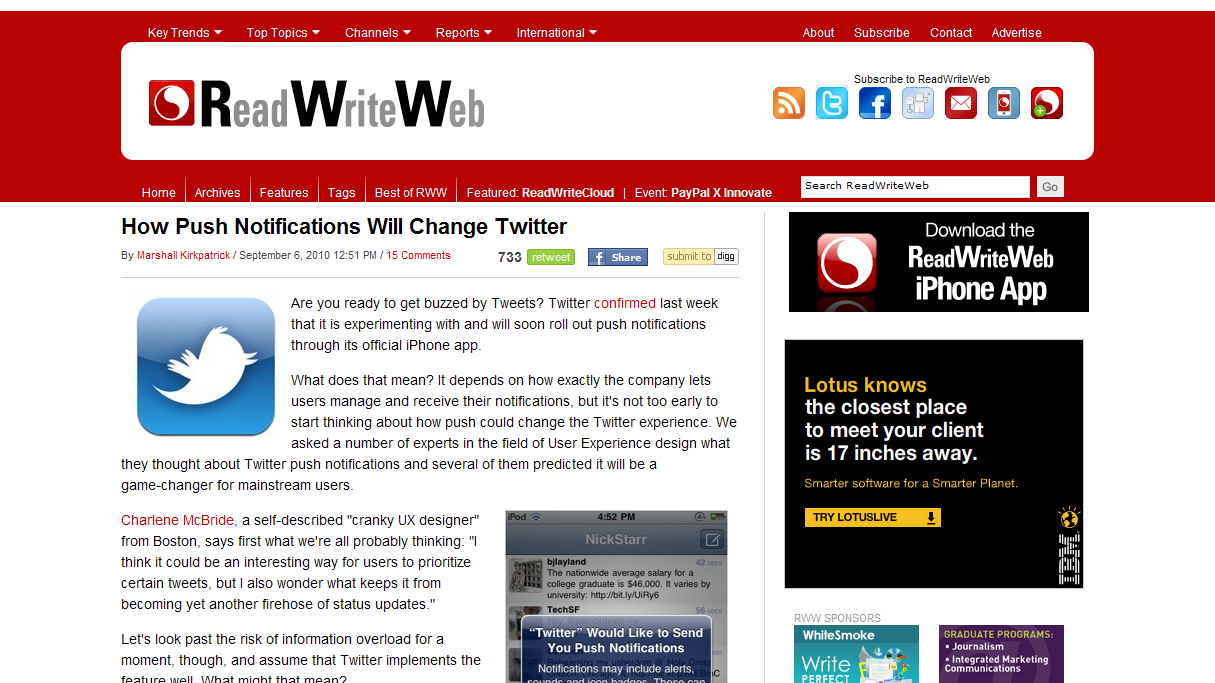 Key Trends Top Topics Channels Reports International About Subscribe Contact Advertise
Subscribe to ReadWriteWeb
ReadWriteWeb
Home Archives Features Tags Best of RWW Featured: ReadWriteCloud | Event: PayPal X Innovate Search ReadWriteWeb Go
How Push Notifications Will Change Twitter
By Marshall Kirkpatrick / September 6, 2010 12:51 PM / 15 Comments 733 retweet Share submit to digg
Are you ready to get buzzed by Tweets? Twitter confirmed last week
that it is experimenting with and will soon roll out push notifications
through its official iPhone app.
What does that mean? It depends on how exactly the company lets
users manage and receive their notifications, but it's not too early to
start thinking about how push could change the Twitter experience. We
asked a number of experts in the field of User Experience design what
they thought about Twitter push notifications and several of them predicted it will be a
game-changer for mainstream users.
Charlene McBride, a self-described "cranky UX designer"
from Boston, says first what we're all probably thinking: "I
think it could be an interesting way for users to prioritize
certain tweets, but I also wonder what keeps it from
becoming yet another firehose of status updates."
Let's look past the risk of information overload for a
moment, though, and assume that Twitter implements the
feature well. What might that mean?
iPod 4:52 PM
NickStarr
bjlayland 42 secs
The nationwide average salary for a
college graduate is $46,000. It varies by
university: http://bit.ly/UiRy6
TechSF 56 secs
"Twitter" Would Like to Send
You Push Notifications
Notifications may include alerts,
sounds and icon badges. These can
Download the
ReadWriteWeb
iPhone App
Lotus knows
the closest place
to meet your client
is 17 inches away.
Smarter software for a Smarter Planet.
TRY LOTUSLIVE
IBM
RWW SPONSORS
WhiteSmoke
Write
PERFECT
GRADUATE PROGRAMS:
• Journalism
• Integrated Marketing
Communications